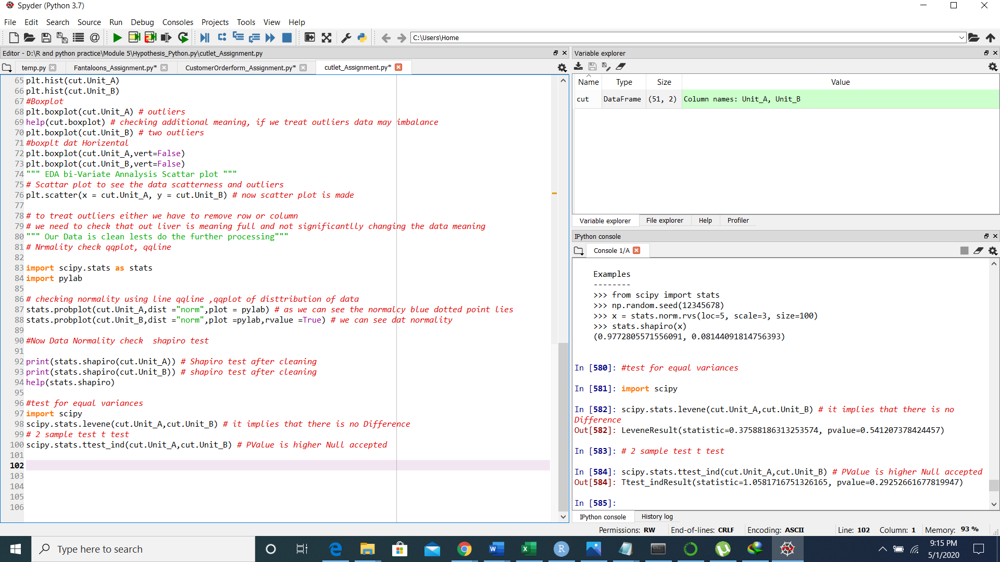 Spyder (Python 3.7)
File Edit Search Source Run Debug Consoles Projects Tools View Help
C:\Users\Home
Editor - D:\R and python practice\Module 5\Hypothesis_Python.py\cutlet_Assignment.py
temp.py Fantaloons_Assignment.py* CustomerOrderform_Assignment.py* cutlet_Assignment.py*
65 plt.hist(cut.Unit_A)
66 plt.hist(cut.Unit_B)
67 #Boxplot
68 plt.boxplot(cut.Unit_A) # outliers
69 help(cut.boxplot) # checking additional meaning, if we treat outliers data may imbalance
70 plt.boxplot(cut.Unit_B) # two outliers
71 #boxplt dat Horizental
72 plt.boxplot(cut.Unit_A,vert=False)
73 plt.boxplot(cut.Unit_B,vert=False)
74 """ EDA bi-Variate Annalysis Scattar plot """
75 # Scattar plot to see the data scatterness and outliers
76 plt.scatter(x = cut.Unit_A, y = cut.Unit_B) # now scatter plot is made
77
78 # to treat outliers either we have to remove row or column
79 # we need to check that out liver is meaning full and not significantlly changing the data meaning
80 """ Our Data is clean lests do the further processing"""
81 # Nrmality check qqplot, qqline
82
83 import scipy.stats as stats
84 import pylab
85
86 # checking normality using line qqline ,qqplot of disttribution of data
87 stats.probplot(cut.Unit_A,dist ="norm",plot = pylab) # as we can see the normalcy blue dotted point lies
88 stats.probplot(cut.Unit_B,dist ="norm",plot =pylab,rvalue =True) # we can see dat normality
89
90 #Now Data Normality check  shapiro test
91
92 print(stats.shapiro(cut.Unit_A)) # Shapiro test after cleaning
93 print(stats.shapiro(cut.Unit_B)) # shapiro test after cleaning
94 help(stats.shapiro)
95
96 #test for equal variances
97 import scipy
98 scipy.stats.levene(cut.Unit_A,cut.Unit_B) # it implies that there is no Difference
99 # 2 sample test t test
100 scipy.stats.ttest_ind(cut.Unit_A,cut.Unit_B) # PValue is higher Null accepted
101
102
103
104
105
106
Variable explorer
Name Type Size Value
cut DataFrame (51, 2) Column names: Unit_A, Unit_B
Variable explorer File explorer Help Profiler
IPython console
Console 1/A
Examples
--------
>>> from scipy import stats
>>> np.random.seed(12345678)
>>> x = stats.norm.rvs(loc=5, scale=3, size=100)
>>> stats.shapiro(x)
(0.9772805571556091, 0.08144091814756393)
In [580]: #test for equal variances
In [581]: import scipy
In [582]: scipy.stats.levene(cut.Unit_A,cut.Unit_B) # it implies that there is no
Difference
Out[582]: LeveneResult(statistic=0.37588186313253574, pvalue=0.541207378424457)
In [583]: # 2 sample test t test
In [584]: scipy.stats.ttest_ind(cut.Unit_A,cut.Unit_B) # PValue is higher Null accepted
Out[584]: Ttest_indResult(statistic=1.0581716751326165, pvalue=0.29252661677819947)
In [585]:
IPython console History log
Permissions: RW End-of-lines: CRLF Encoding: ASCII Line: 102 Column: 1 Memory: 93 %
Type here to search
9:15 PM
5/1/2020